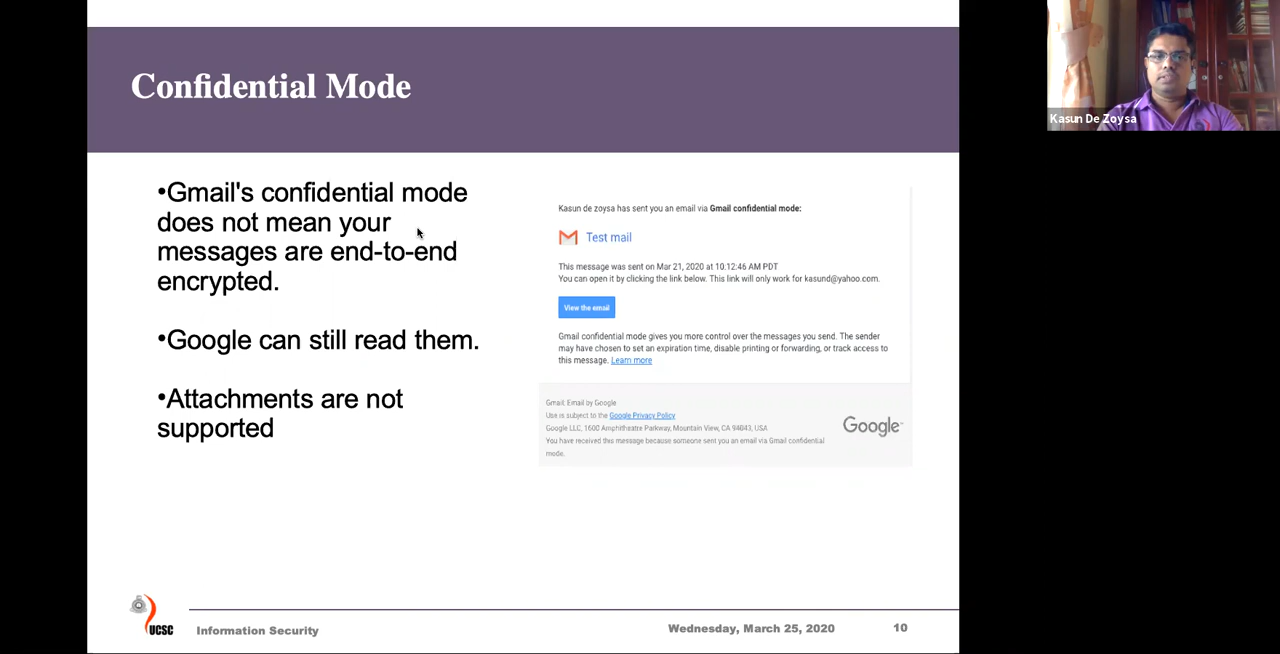 Confidential Mode
•Gmail's confidential mode
does not mean your
messages are end-to-end
encrypted.
•Google can still read them.
•Attachments are not
supported
Kasun de zoysa has sent you an email via Gmail confidential mode:
Test mail
This message was sent on Mar 21, 2020 at 10:12:46 AM PDT
You can open it by clicking the link below. This link will only work for kasund@yahoo.com.
View the email
Gmail confidential mode gives you more control over the messages you send. The sender
may have chosen to set an expiration time, disable printing or forwarding, or track access to
this message. Learn more
Gmail: Email by Google
Use is subject to the Google Privacy Policy
Google LLC, 1600 Amphitheatre Parkway, Mountain View, CA 94043, USA
You have received this message because someone sent you an email via Gmail confidential
mode.
Google
UCSC
Information Security
Wednesday, March 25, 2020
10
Kasun De Zoysa